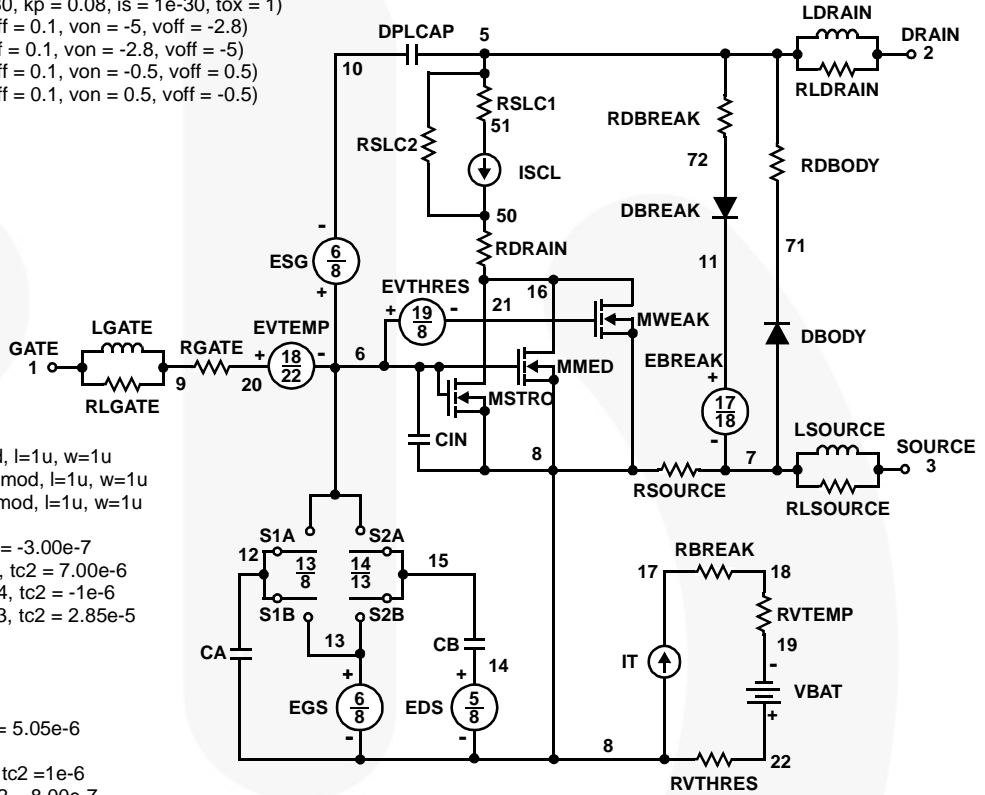 30, kp = 0.08, is = 1e-30, tox = 1)
ff = 0.1, von = -5, voff = -2.8)
f = 0.1, von = -2.8, voff = -5)
ff = 0.1, von = -0.5, voff = 0.5)
ff = 0.1, von = 0.5, voff = -0.5)
LDRAIN
DPLCAP
5
DRAIN
2
10
RLDRAIN
RSLC1
51
RDBREAK
RSLC2
72
RDBODY
ISCL
DBREAK
50
RDRAIN
71
11
-
ESG
6
8
+
EVTHRES
16
21
+
19
8
-
MWEAK
LGATE
EVTEMP
DBODY
GATE
1
RGATE
+
18
22
-
6
EBREAK
MMED
9
20
+
RLGATE
MSTRO
17
18
CIN
-
LSOURCE
8
7
SOURCE
3
RSOURCE
RLSOURCE
d, l=1u, w=1u
mod, l=1u, w=1u
mod, l=1u, w=1u
= -3.00e-7
, tc2 = 7.00e-6
4, tc2 = -1e-6
3, tc2 = 2.85e-5
S1A
S2A
12
13
8
14
13
15
RBREAK
17
18
S1B
S2B
RVTEMP
13
CB
19
CA
14
IT
-
+
+
VBAT
EGS
6
8
EDS
5
8
+
-
-
8
22
RVTHRES
= 5.05e-6
tc2 =1e-6